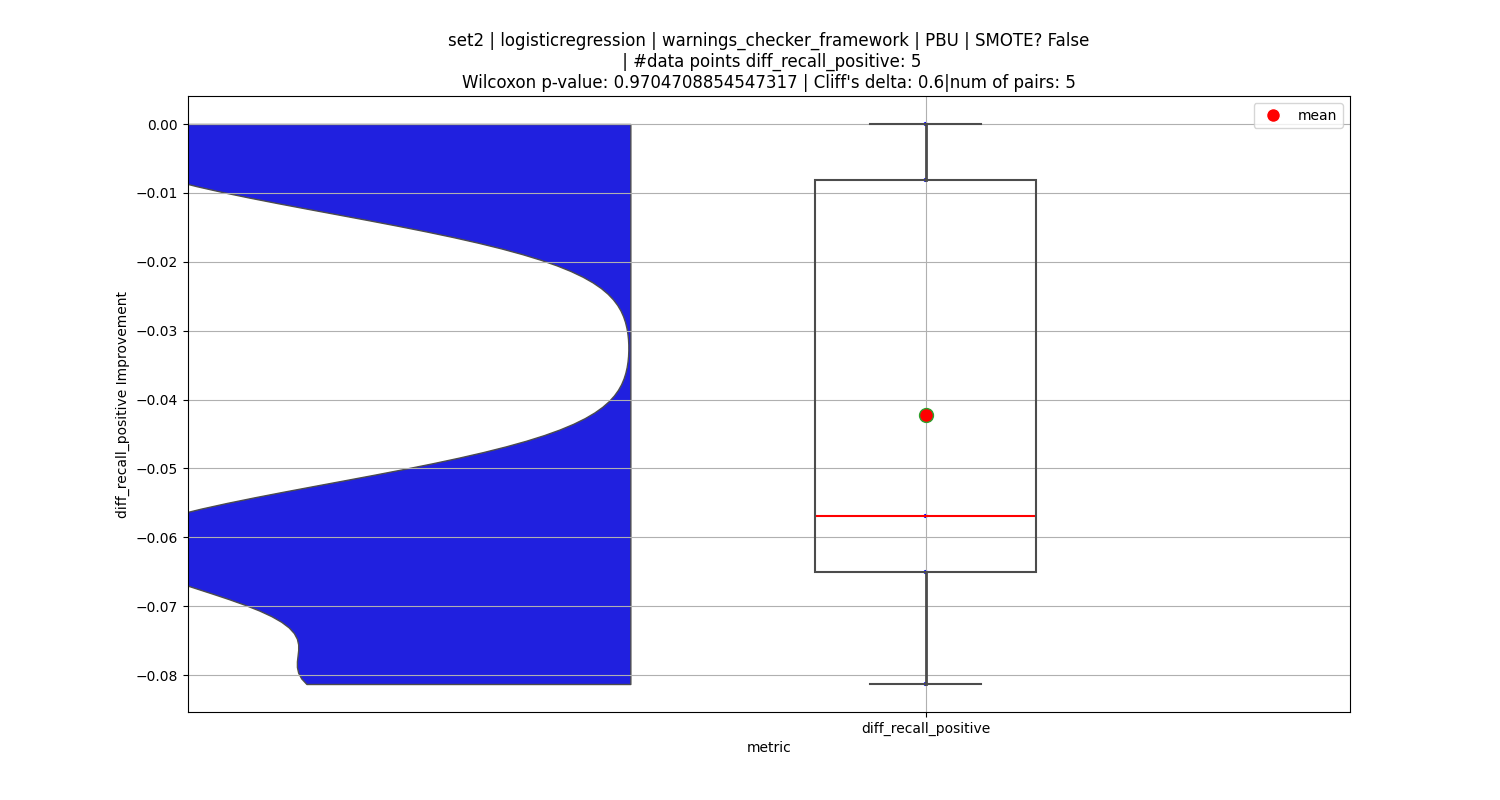 set2 | logisticregression | warnings_checker_framework | PBU | SMOTE? False
| #data points diff_recall_positive: 5
Wilcoxon p-value: 0.9704708854547317 | Cliff's delta: 0.6|num of pairs: 5
mean
0.00
−0.01
−0.02
−0.03
−0.04
−0.05
−0.06
−0.07
−0.08
diff_recall_positive Improvement
diff_recall_positive
metric